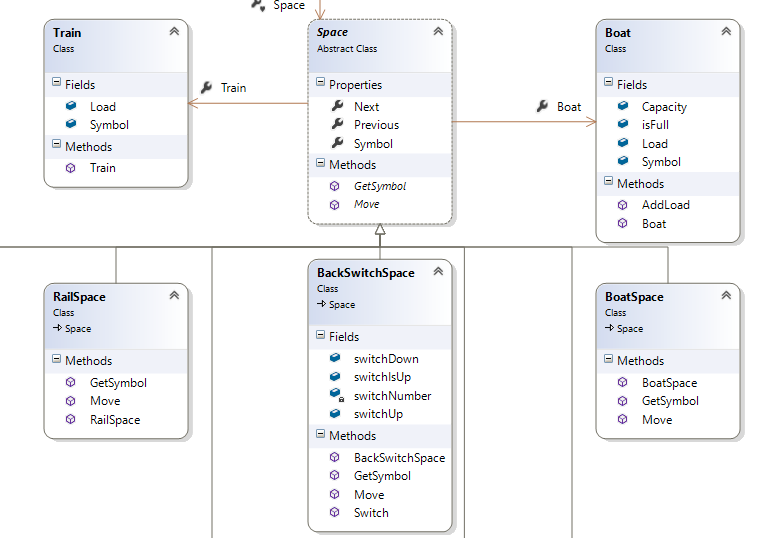 Space
Train
Class
Fields
Load
Symbol
Methods
Train
Train
Space
Abstract Class
Properties
Next
Previous
Symbol
Methods
GetSymbol
Move
Boat
Boat
Class
Fields
Capacity
isFull
Load
Symbol
Methods
AddLoad
Boat
RailSpace
Class
Space
Methods
GetSymbol
Move
RailSpace
BackSwitchSpace
Class
Space
Fields
switchDown
switchIsUp
switchNumber
switchUp
Methods
BackSwitchSpace
GetSymbol
Move
Switch
BoatSpace
Class
Space
Methods
BoatSpace
GetSymbol
Move